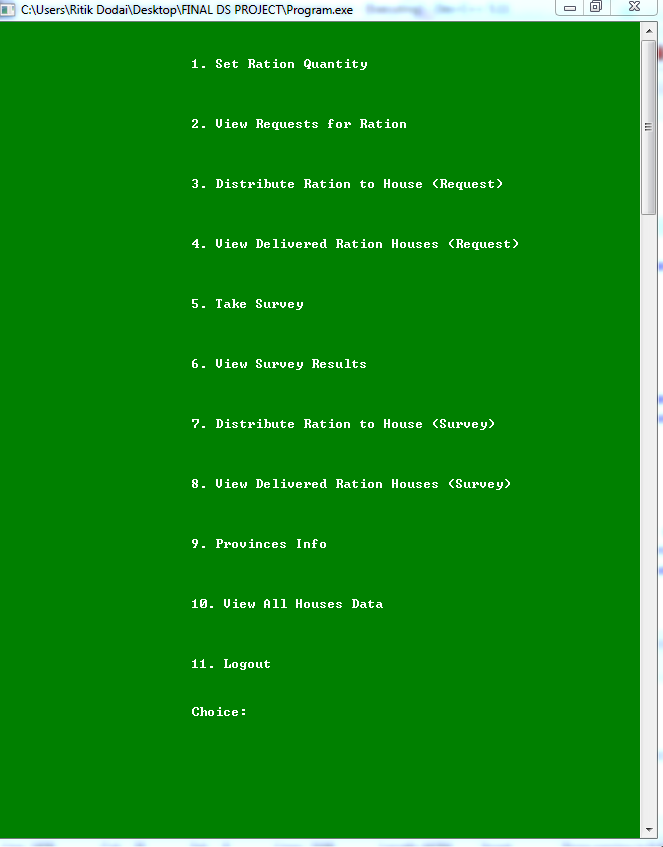 C:\Users\Ritik Dodai\Desktop\FINAL DS PROJECT\Program.exe
1. Set Ration Quantity
2. View Requests for Ration
3. Distribute Ration to House (Request)
4. View Delivered Ration Houses (Request)
5. Take Survey
6. View Survey Results
7. Distribute Ration to House (Survey)
8. View Delivered Ration Houses (Survey)
9. Provinces Info
10. View All Houses Data
11. Logout
Choice: